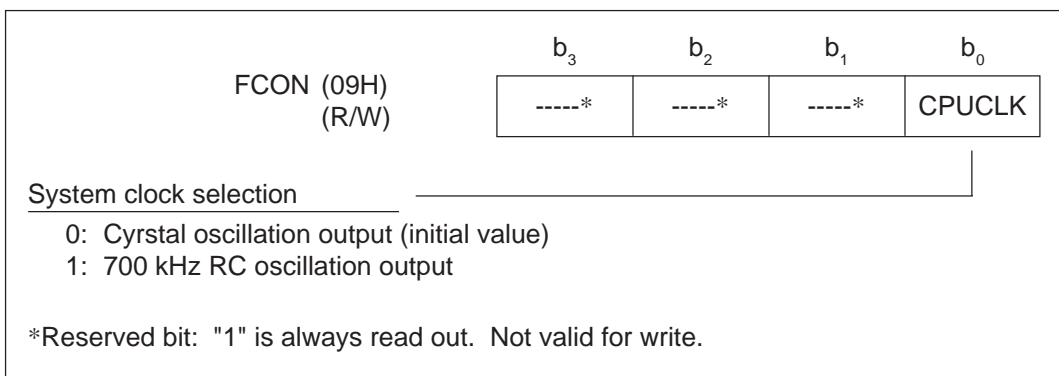 b3 b2 b1 b0
FCON (09H)
(R/W)
-----* -----* -----* CPUCLK
System clock selection
0: Cyrstal oscillation output (initial value)
1: 700 kHz RC oscillation output
*Reserved bit: "1" is always read out. Not valid for write.